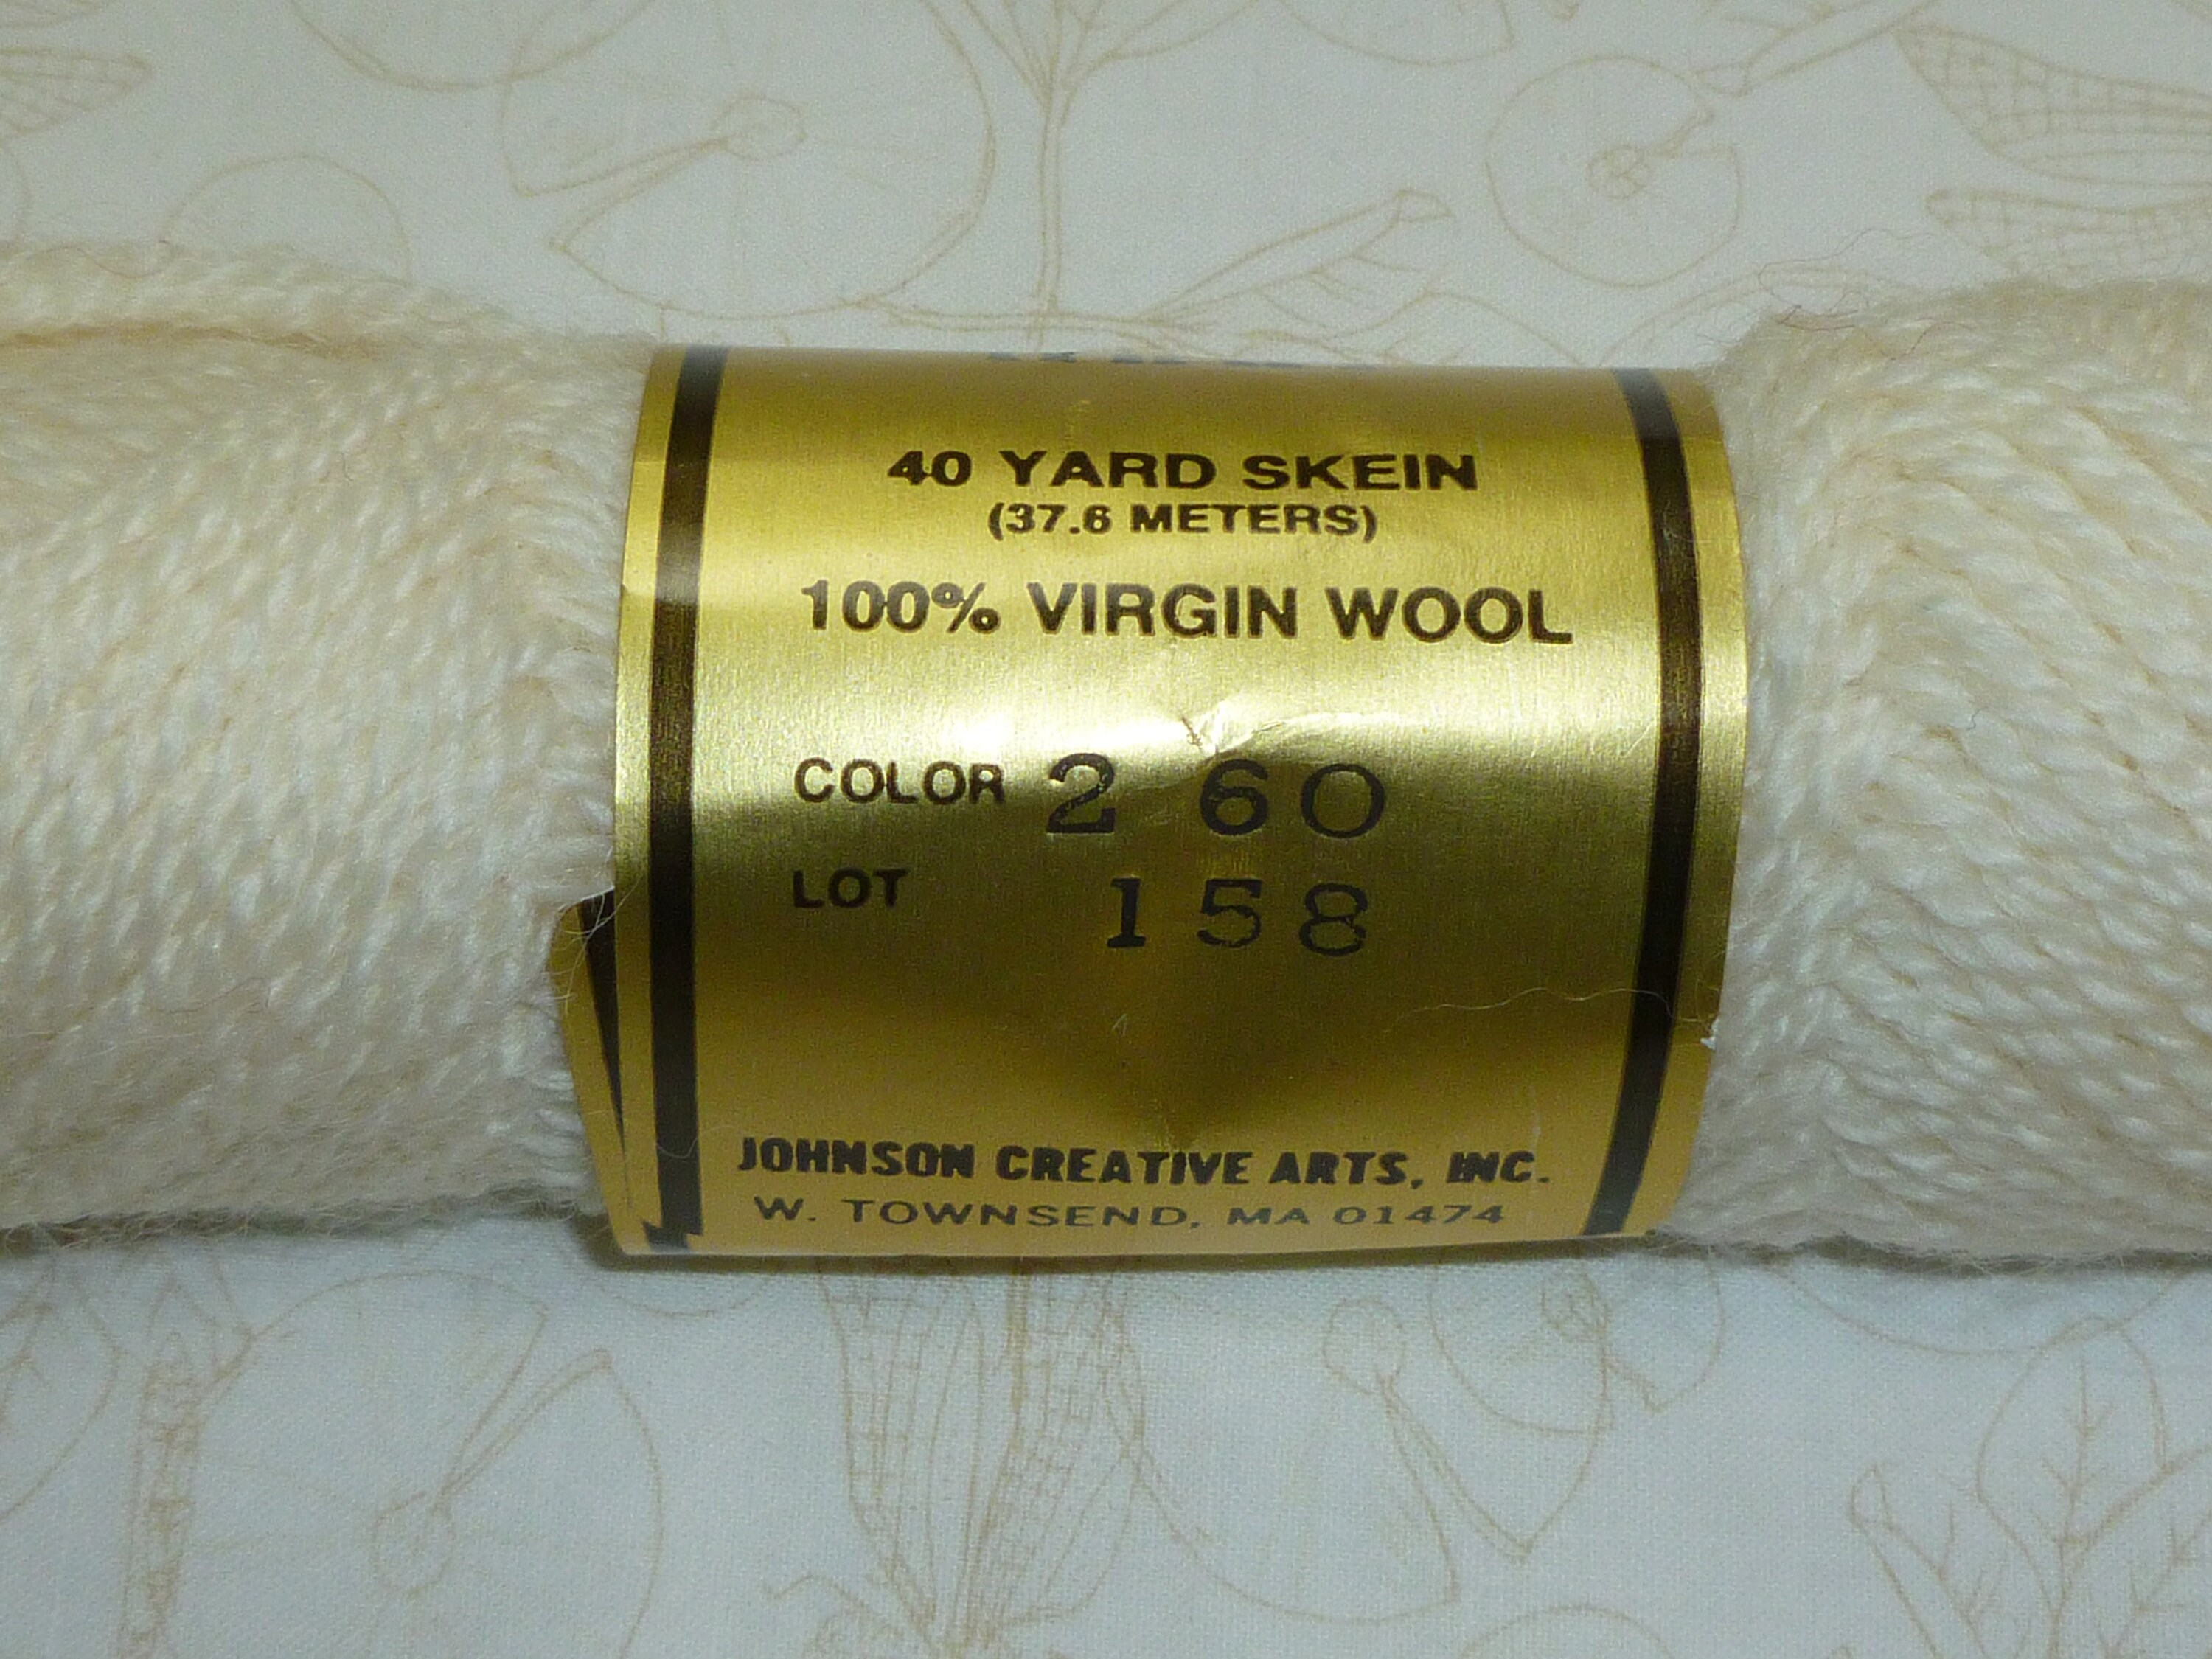 40 YARD SKEIN
(37.6 METERS)
100% VIRGIN WOOL
COLOR 2 60
LOT 158
JOHNSON CREATIVE ARTS, INC.
W. TOWNSEND, MA 01474